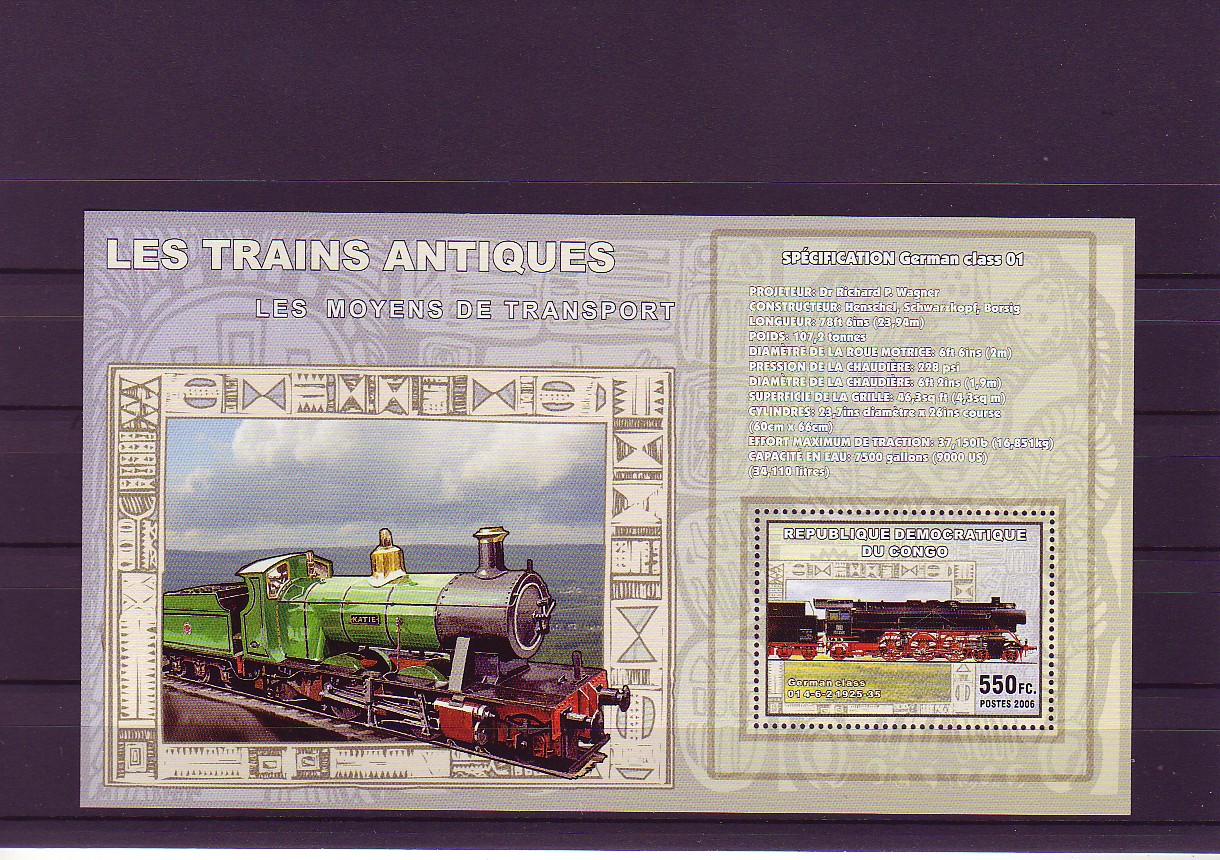 LES TRAINS ANTIQUES
LES MOYENS DE TRANSPORT
KATIE
SPÉCIFICATION German class 01
PROJETEUR: Dr Richard P. Wagner
CONSTRUCTEUR: Henschel, Schwarzkopf, Borsig
LONGUEUR: 78ft 6ins (23-94m)
POIDS: 107,2 tonnes
DIAMÈTRE DE LA ROUE MOTRICE: 6ft 6ins (2m)
PRESSION DE LA CHAUDIÈRE: 228 psi
DIAMÈTRE DE LA CHAUDIÈRE: 6ft 2ins (1,9m)
SUPERFICIE DE LA GRILLE: 46,3sq ft (4,3sq m)
CYLINDRES: 23,7ins diamètre x 26ins course
(60cm x 66cm)
EFFORT MAXIMUM DE TRACTION: 37,150lb (16,851kg)
CAPACITÉ EN EAU: 7500 gallons (9000 US)
(34,110 litres)
REPUBLIQUE DEMOCRATIQUE
DU CONGO
German class
01 4-6-2 1925-35
550FC.
POSTES 2006